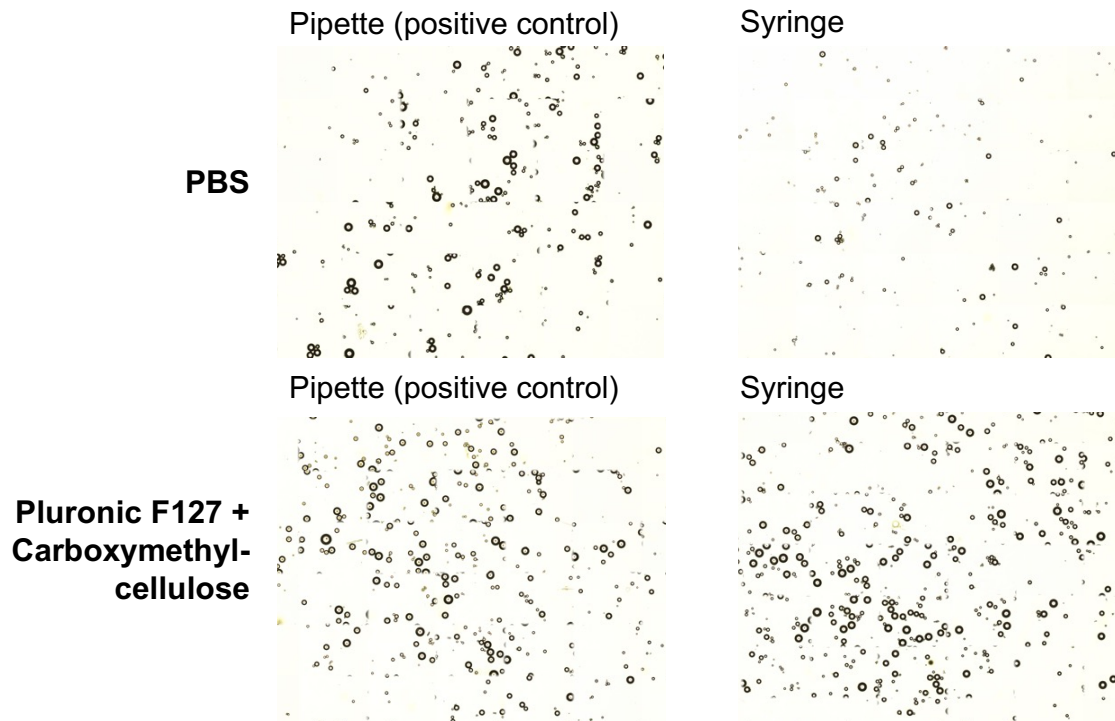 Pipette (positive control)
Syringe
PBS
Pipette (positive control)
Syringe
Pluronic F127 +
Carboxymethyl-
cellulose